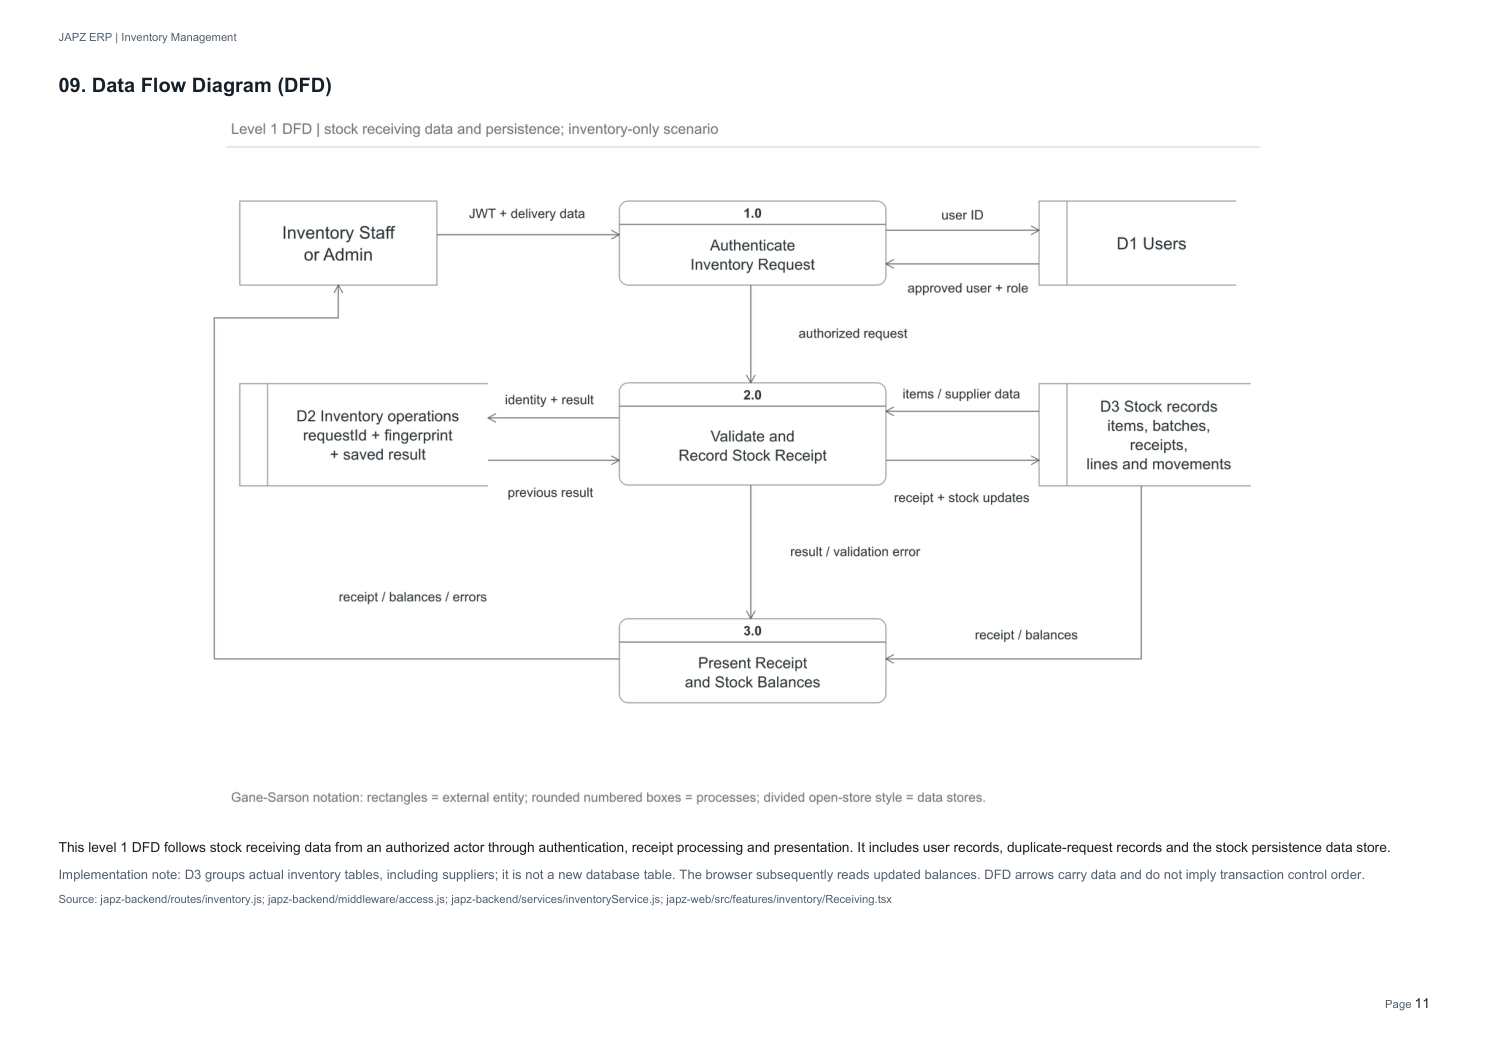 JAPZ ERP | Inventory Management
09. Data Flow Diagram (DFD)
Level 1 DFD | stock receiving data and persistence; inventory-only scenario
Inventory Staff
or Admin
JWT + delivery data
1.0
Authenticate
Inventory Request
user ID
approved user + role
D1 Users
authorized request
D2 Inventory operations
requestId + fingerprint
+ saved result
identity + result
previous result
2.0
Validate and
Record Stock Receipt
items / supplier data
receipt + stock updates
D3 Stock records
items, batches,
receipts,
lines and movements
result / validation error
receipt / balances / errors
3.0
Present Receipt
and Stock Balances
receipt / balances
Gane-Sarson notation: rectangles = external entity; rounded numbered boxes = processes; divided open-store style = data stores.
This level 1 DFD follows stock receiving data from an authorized actor through authentication, receipt processing and presentation. It includes user records, duplicate-request records and the stock persistence data store.
Implementation note: D3 groups actual inventory tables, including suppliers; it is not a new database table. The browser subsequently reads updated balances. DFD arrows carry data and do not imply transaction control order.
Source: japz-backend/routes/inventory.js; japz-backend/middleware/access.js; japz-backend/services/inventoryService.js; japz-web/src/features/inventory/Receiving.tsx
Page 11